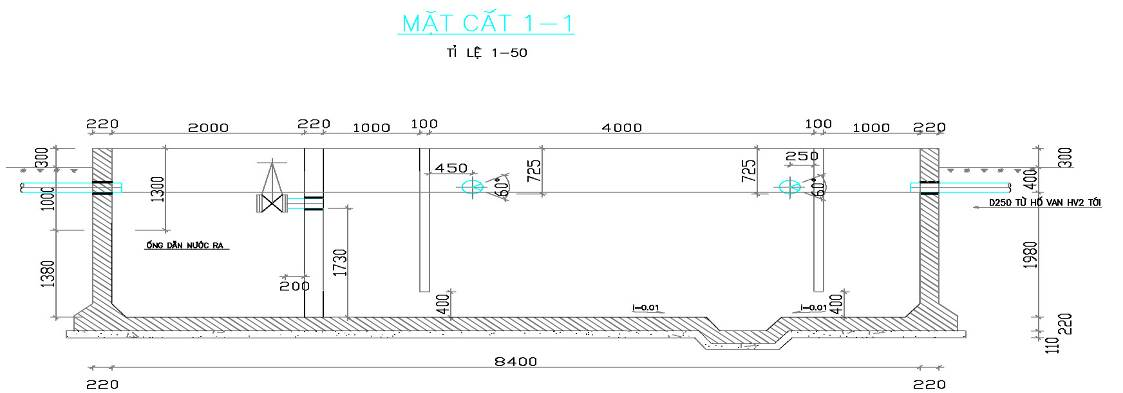 MẶT CẮT 1-1
TỈ LỆ 1-50
220 2000 220 1000 100 4000 100 1000 220
300 1000 1380
1300
450 60 725
725 250 60
300 400 1980 220 110
D250 TỪ HỐ VAN HV2 TỚI
ỐNG DẪN NƯỚC RA
200 1730 400
i=0.01 i=0.01 400
8400
220 220